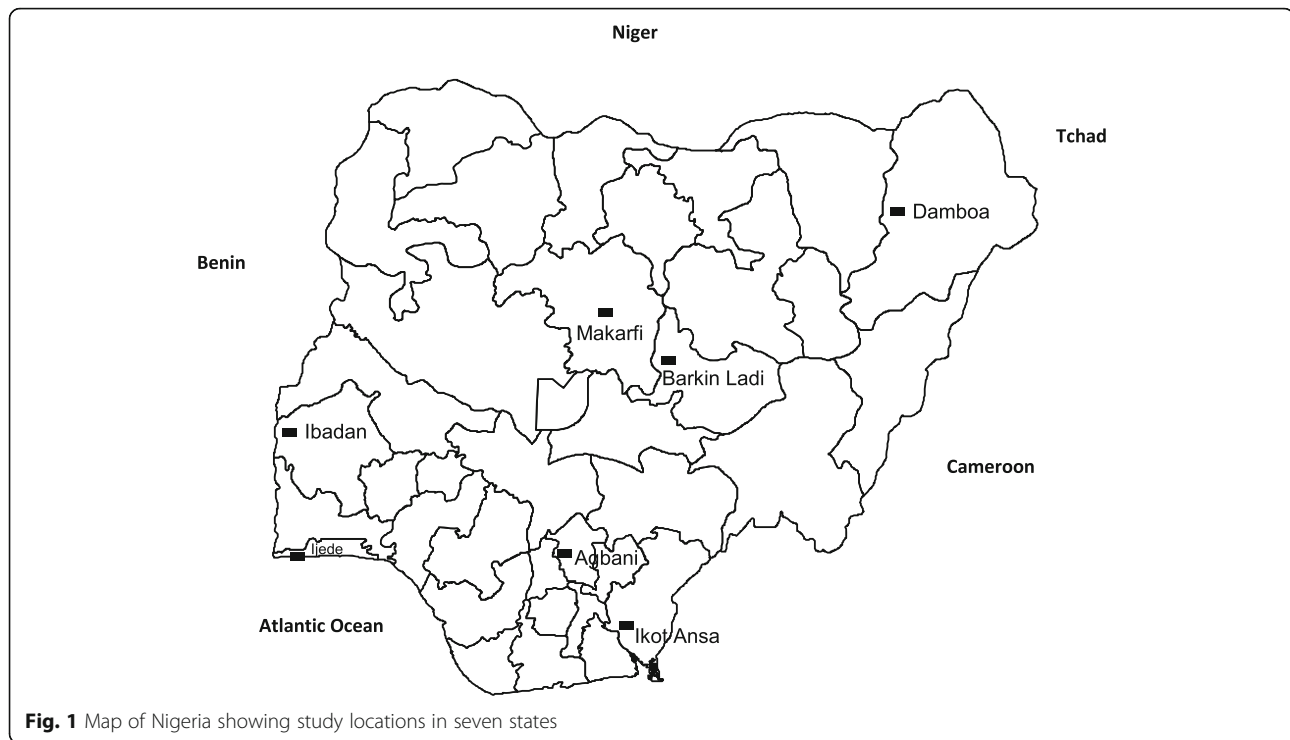 Niger
Tchad
Damboa
Benin
Makarfi
Barkin Ladi
Ibadan
Cameroon
Ijede
Agbani
Atlantic Ocean
Ikot Ansa
Fig. 1 Map of Nigeria showing study locations in seven states